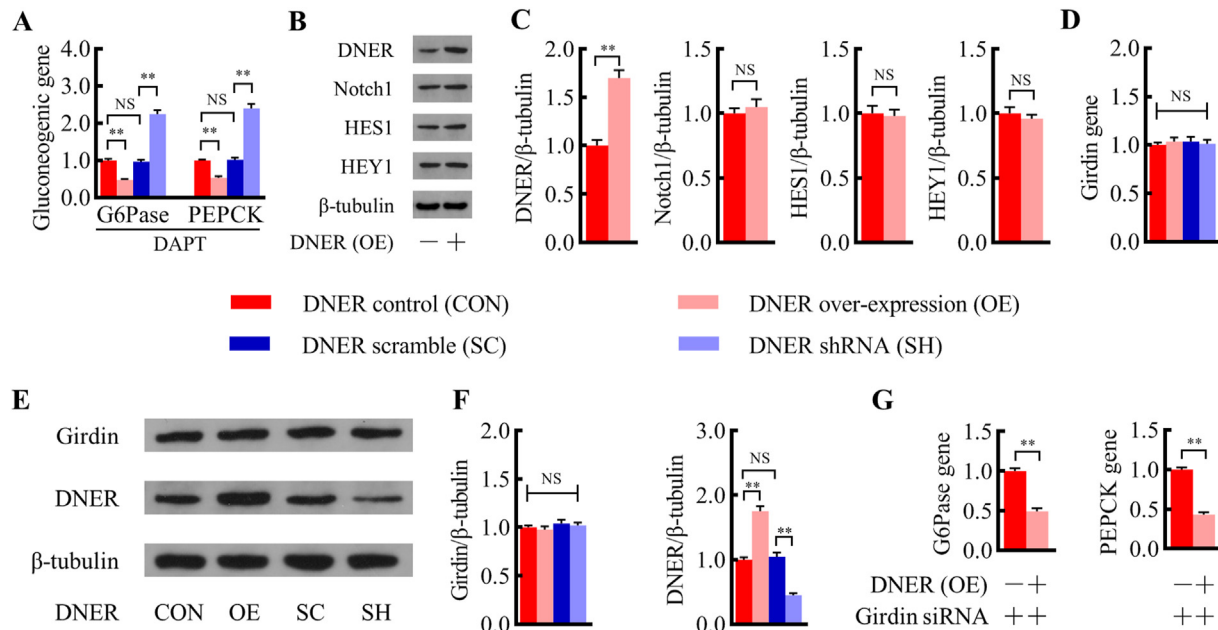 A
Gluconeogenic gene
4.0
3.0
2.0
1.0
0.0
NS
**
**
NS
**
**
G6Pase PEPCK
DAPT
B
DNER
Notch1
HES1
HEY1
β-tubulin
DNER (OE) − +
C
DNER/β-tubulin
2.0
1.5
1.0
0.5
0.0
**
Notch1/β-tubulin
1.5
1.0
0.5
0.0
NS
HES1/β-tubulin
1.5
1.0
0.5
0.0
NS
HEY1/β-tubulin
1.5
1.0
0.5
0.0
NS
D
Girdin gene
2.0
1.5
1.0
0.5
0.0
NS
DNER control (CON)
DNER over-expression (OE)
DNER scramble (SC)
DNER shRNA (SH)
E
Girdin
DNER
β-tubulin
DNER CON OE SC SH
F
Girdin/β-tubulin
2.0
1.5
1.0
0.5
0.0
NS
DNER/β-tubulin
3.0
2.0
1.0
0.0
NS
**
**
G
G6Pase gene
1.5
1.0
0.5
0.0
**
PEPCK gene
1.5
1.0
0.5
0.0
**
DNER (OE) − + − +
Girdin siRNA + + + +